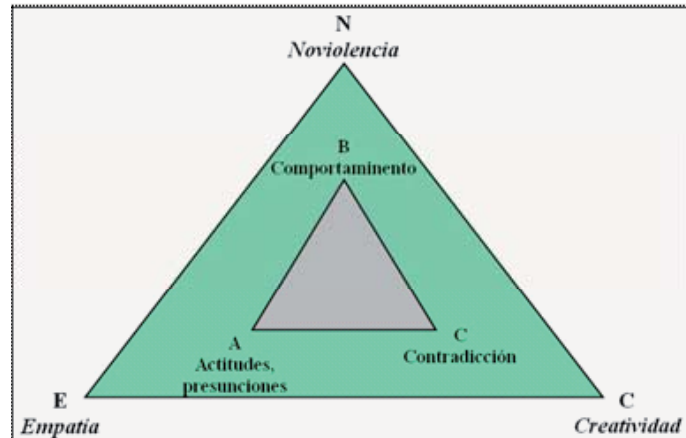 N
Noviolencia
B
Comportaminento
A
Actitudes,
presunciones
C
Contradicción
E
Empatía
C
Creatividad